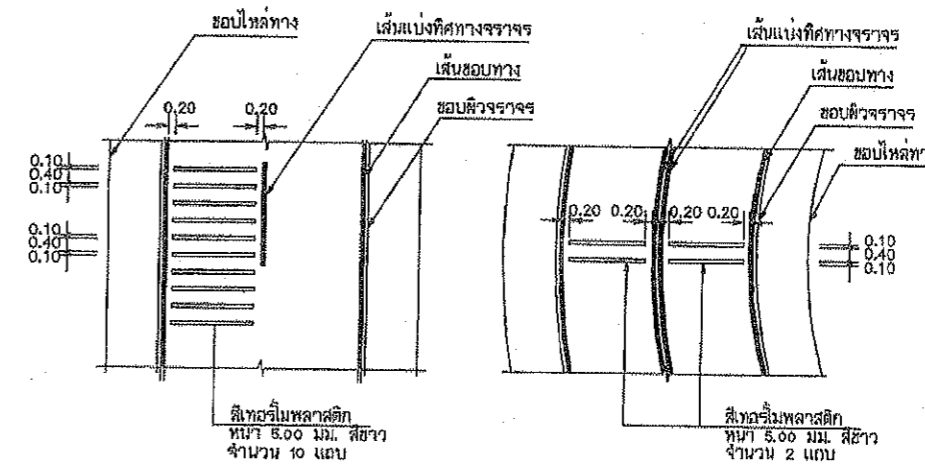 ขอบไหล่ทาง
เส้นแบ่งทิศทางจราจร
เส้นขอบทาง
ขอบผิวจราจร
0.20 0.20
0.10
0.40
0.10
0.10
0.40
0.10
สีเทอร์โมพลาสติก
หนา 5.00 มม. สีขาว
จำนวน 10 แถบ
เส้นแบ่งทิศทางจราจร
เส้นขอบทาง
ขอบผิวจราจร
ขอบไหล่ท
0.20 0.20 0.20 0.20
0.10
0.40
0.10
สีเทอร์โมพลาสติก
หนา 5.00 มม. สีขาว
จำนวน 2 แถบ